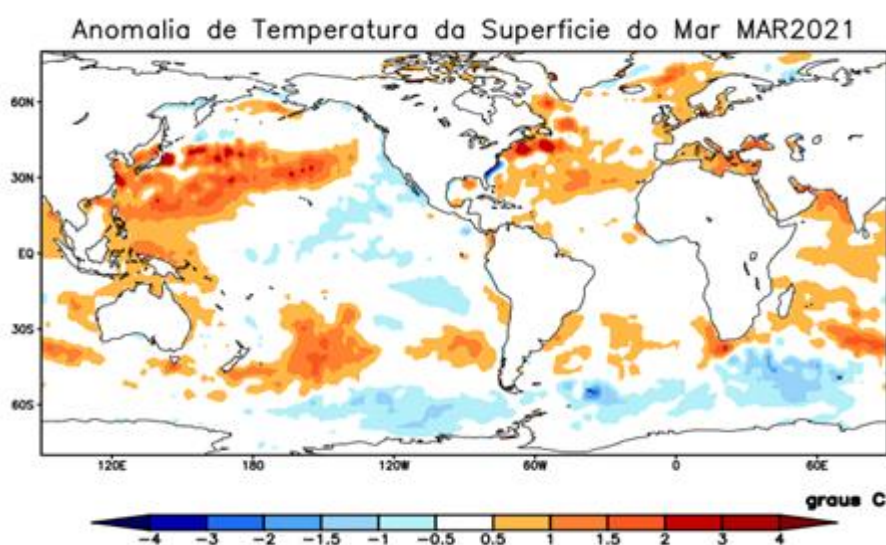 Anomalia de Temperatura da Superficie do Mar MAR2021
60N
30N
EQ
30S
60S
120E 180 120W 60W 0 60E
graus C
-4 -3 -2 -1.5 -1 -0.5 0.5 1 1.5 2 3 4